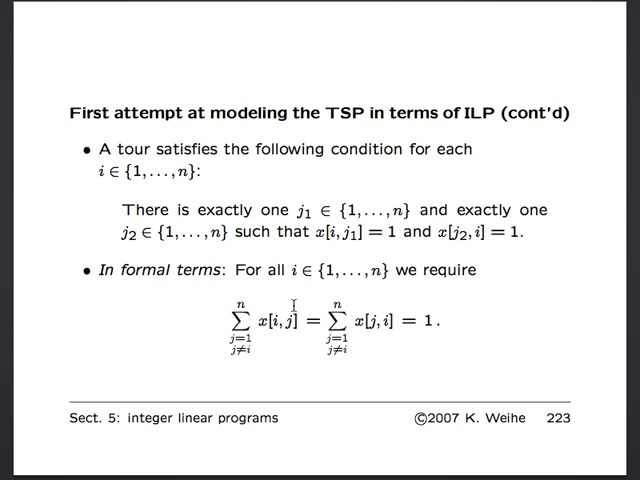 First attempt at modeling the TSP in terms of ILP (cont'd)
• A tour satisfies the following condition for each
i ∈ {1,...,n}:
There is exactly one j₁ ∈ {1,...,n} and exactly one
j₂ ∈ {1,...,n} such that x[i,j₁] = 1 and x[j₂,i] = 1.
• In formal terms: For all i ∈ {1,...,n} we require
n n
∑ x[i,j] = ∑ x[j,i] = 1.
j=1 j=1
j≠i j≠i
Sect. 5: integer linear programs ©2007 K. Weihe 223